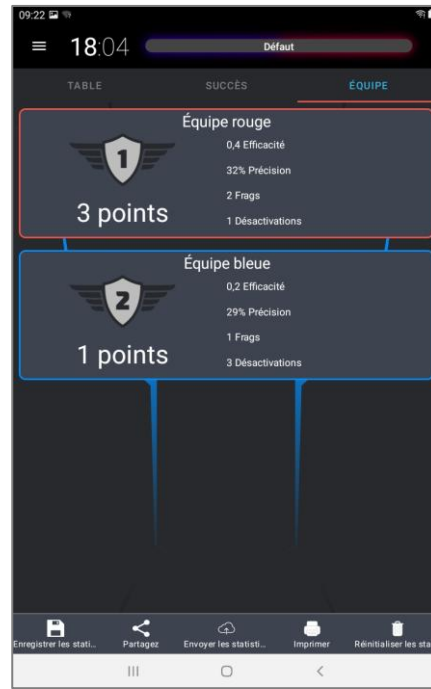 09:22
18:04
Défaut
TABLE
SUCCÈS
ÉQUIPE
Équipe rouge
1
0,4 Efficacité
32% Précision
2 Frags
3 points
1 Désactivations
Équipe bleue
2
0,2 Efficacité
29% Précision
1 Frags
1 points
3 Désactivations
Enregistrer les stati...
Partagez
Envoyer les statisti...
Imprimer
Réinitialiser les sta